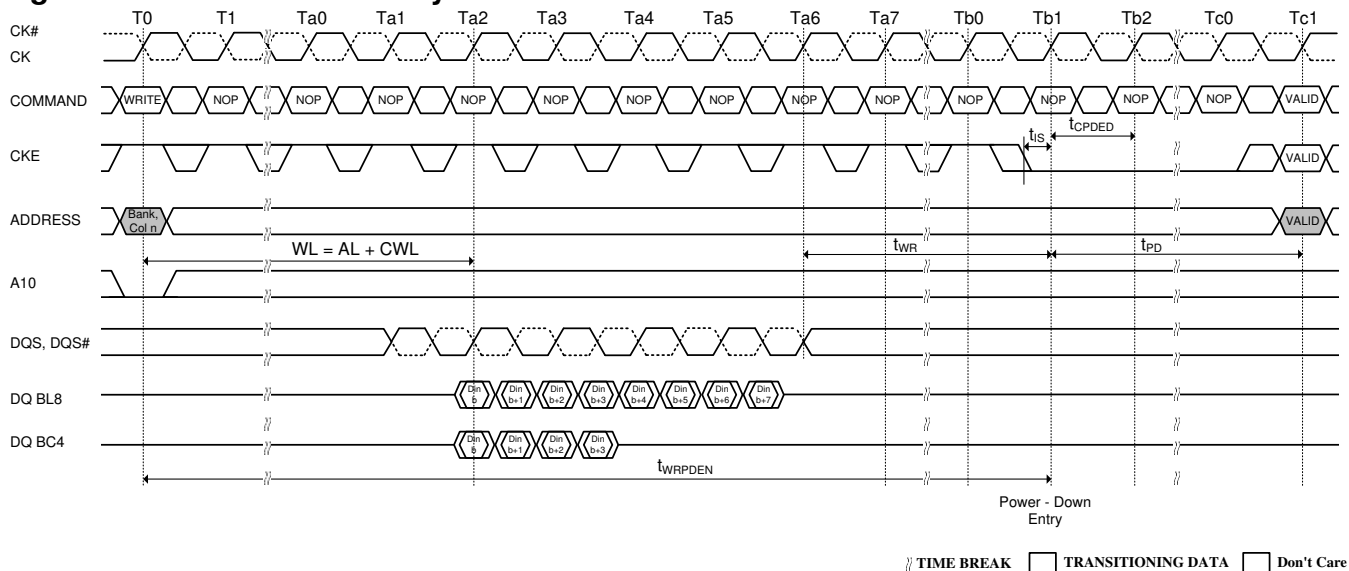 T0 T1 Ta0 Ta1 Ta2 Ta3 Ta4 Ta5 Ta6 Ta7 Tb0 Tb1 Tb2 Tc0 Tc1
CK#
CK
COMMAND WRITE NOP NOP NOP NOP NOP NOP NOP NOP NOP NOP NOP NOP NOP VALID
tIS tCPDED
CKE VALID
ADDRESS Bank, Col n VALID
WL = AL + CWL tWR tPD
A10
DQS, DQS#
DQ BL8 Din b Din b+1 Din b+2 Din b+3 Din b+4 Din b+5 Din b+6 Din b+7
DQ BC4 Din b Din b+1 Din b+2 Din b+3
tWRPDEN
Power - Down
Entry
TIME BREAK TRANSITIONING DATA Don't Care